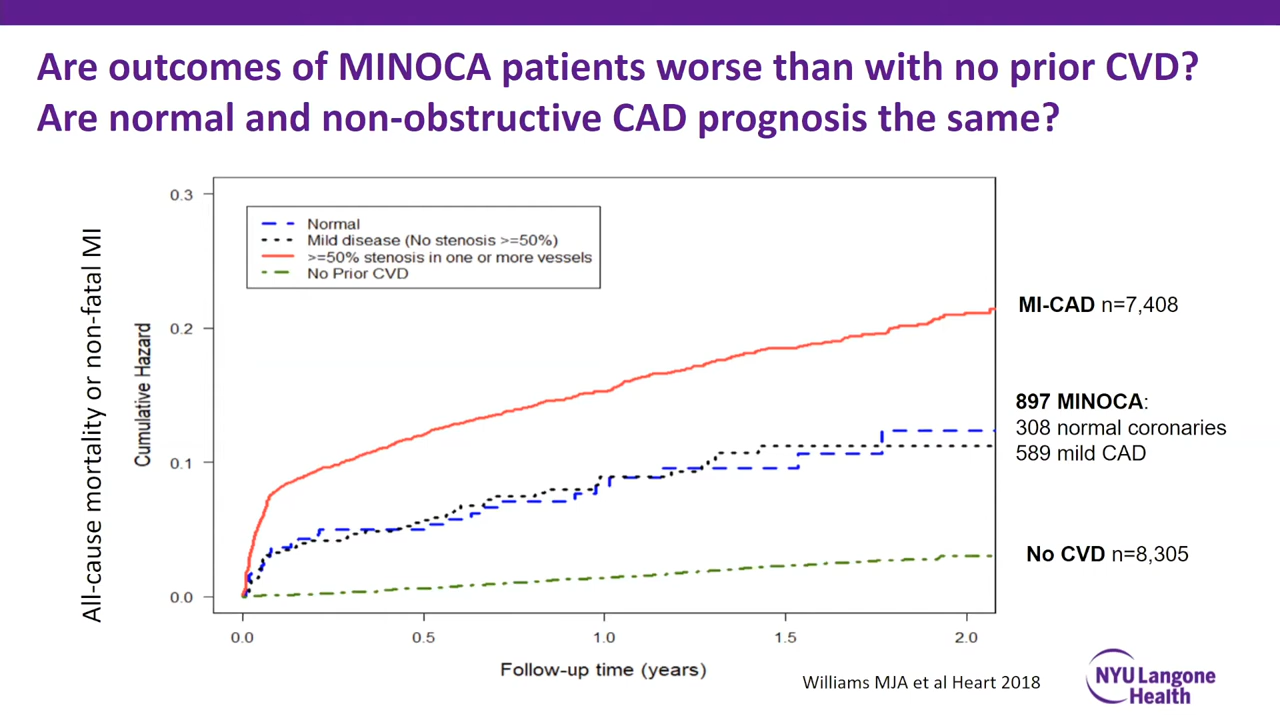 Are outcomes of MINOCA patients worse than with no prior CVD?
Are normal and non-obstructive CAD prognosis the same?
All-cause mortality or non-fatal MI
Cumulative Hazard
0.3
0.2
0.1
0.0
Normal
Mild disease (No stenosis >=50%)
>=50% stenosis in one or more vessels
No Prior CVD
MI-CAD n=7,408
897 MINOCA:
308 normal coronaries
589 mild CAD
No CVD n=8,305
0.0 0.5 1.0 1.5 2.0
Follow-up time (years)
Williams MJA et al Heart 2018
NYU Langone
Health